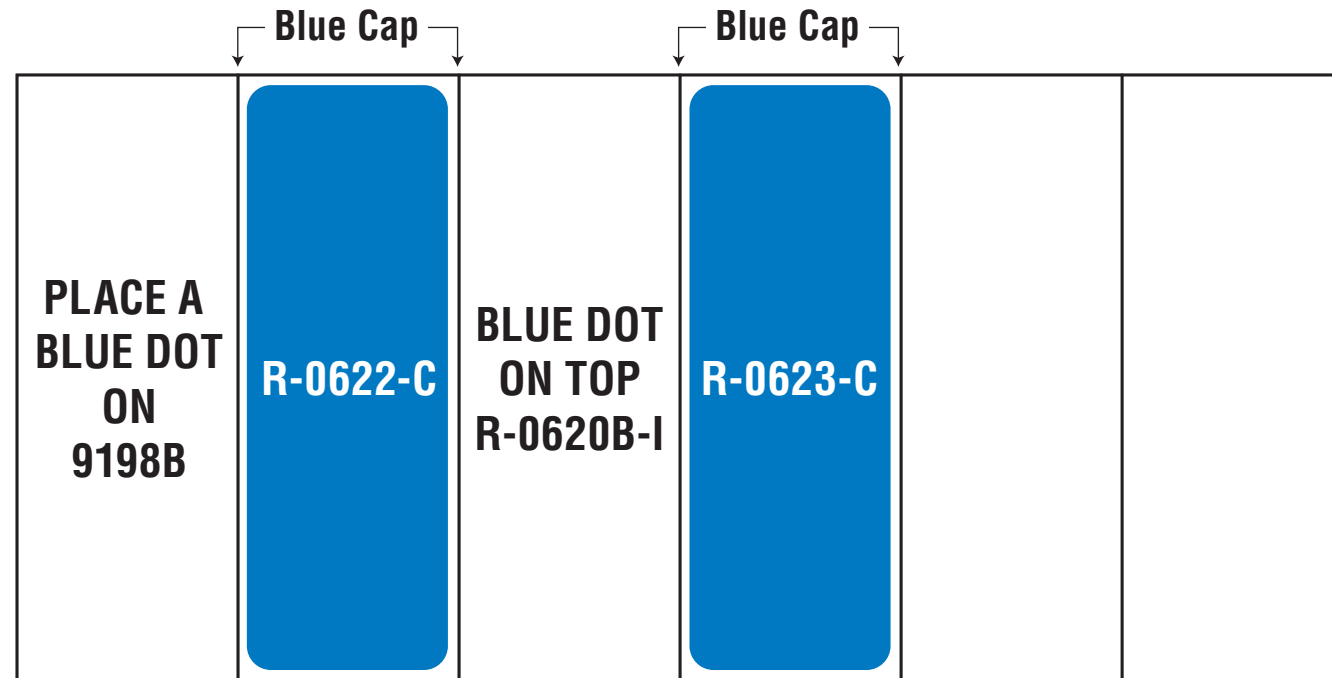 Blue Cap
Blue Cap
PLACE A
BLUE DOT
ON
9198B
R-0622-C
BLUE DOT
ON TOP
R-0620B-I
R-0623-C